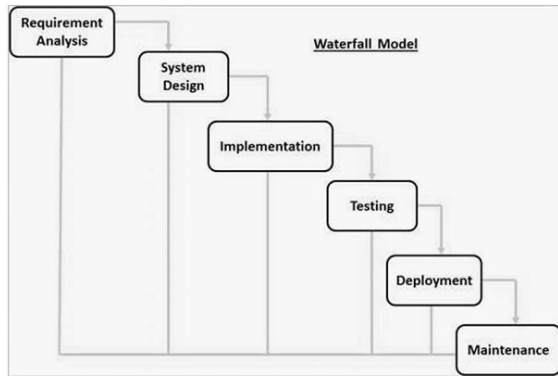 Requirement
Analysis
Waterfall Model
System
Design
Implementation
Testing
Deployment
Maintenance